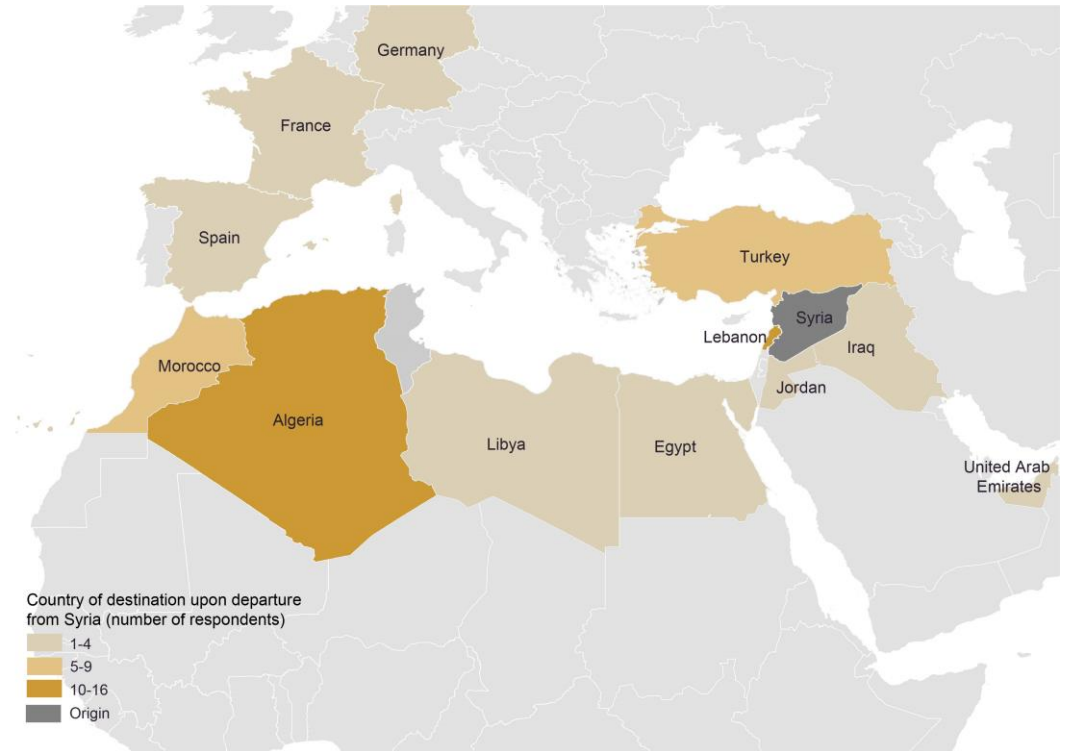 Germany
France
Spain
Turkey
Syria
Lebanon
Iraq
Morocco
Jordan
Algeria
Libya
Egypt
United Arab
Emirates
Country of destination upon departure
from Syria (number of respondents)
1-4
5-9
10-16
Origin